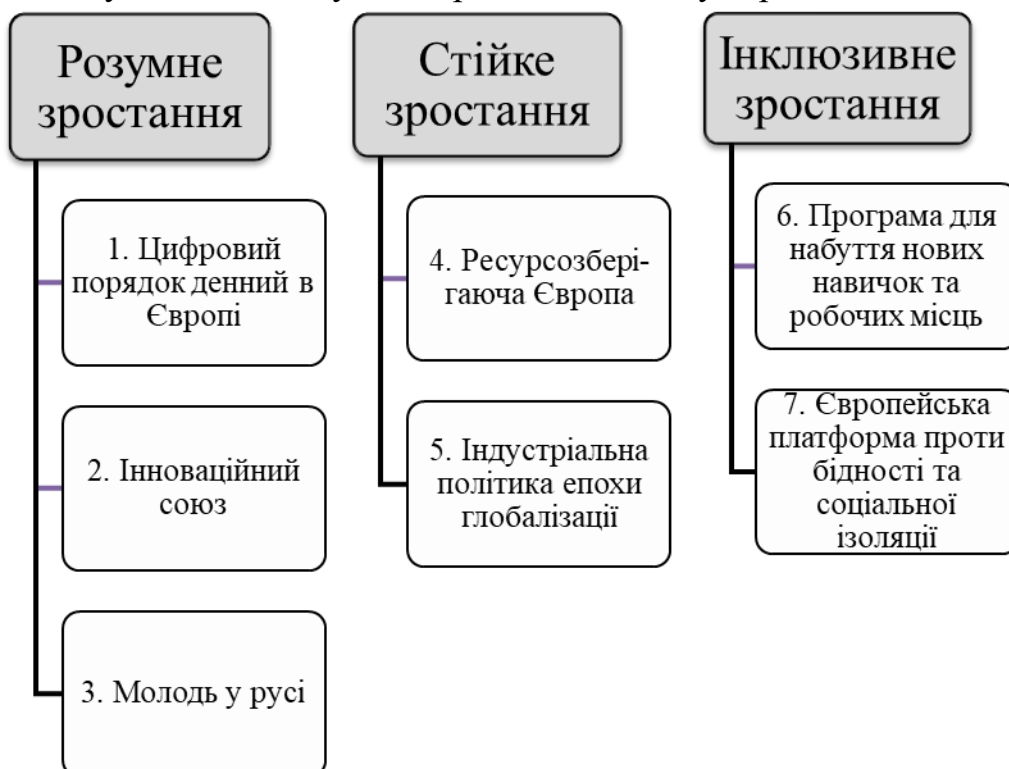 Розумне
зростання
1. Цифровий
порядок денний в
Європі
2. Інноваційний
союз
3. Молодь у русі
Стійке
зростання
4. Ресурсозбері-
гаюча Європа
5. Індустріальна
політика епохи
глобалізації
Інклюзивне
зростання
6. Програма для
набуття нових
навичок та
робочих місць
7. Європейська
платформа проти
бідності та
соціальної
ізоляції